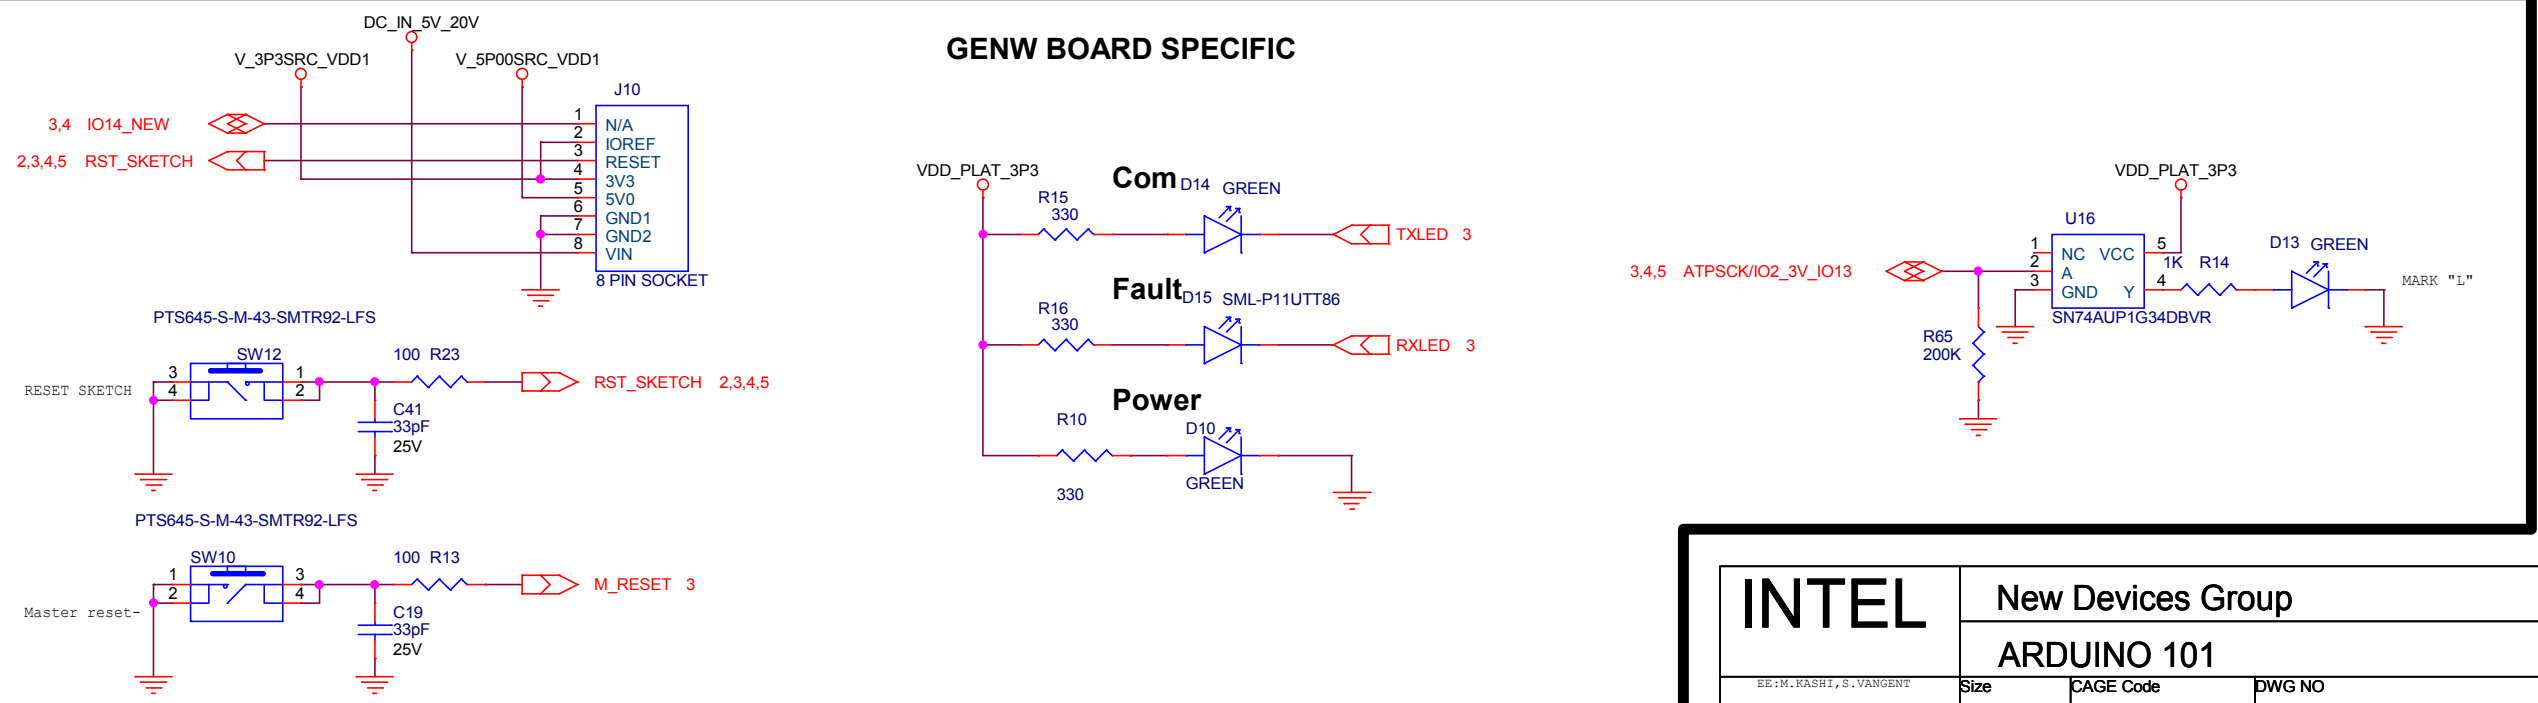 DC_IN_5V_20V
V_3P3SRC_VDD1
V_5P00SRC_VDD1
J10
3,4 IO14_NEW
2,3,4,5 RST_SKETCH
1
2
3
4
5
6
7
8
N/A
IOREF
RESET
3V3
5V0
GND1
GND2
VIN
8 PIN SOCKET
PTS645-S-M-43-SMTR92-LFS
SW12
RESET SKETCH
3
4
1
2
100 R23
RST_SKETCH 2,3,4,5
C41
33pF
25V
PTS645-S-M-43-SMTR92-LFS
SW10
Master reset-
1
2
3
4
100 R13
M_RESET 3
C19
33pF
25V
GENW BOARD SPECIFIC
VDD_PLAT_3P3
Com
R15
330
D14 GREEN
TXLED 3
Fault
R16
330
D15 SML-P11UTT86
RXLED 3
Power
R10
330
D10
GREEN
VDD_PLAT_3P3
U16
3,4,5 ATPSCK/IO2_3V_IO13
1
2
3
NC VCC
A
GND Y
5
4
SN74AUP1G34DBVR
1K R14
D13 GREEN
MARK "L"
R65
200K
INTEL
New Devices Group
ARDUINO 101
EE:M.KASHI,S.VANGENT
Size
CAGE Code
DWG NO